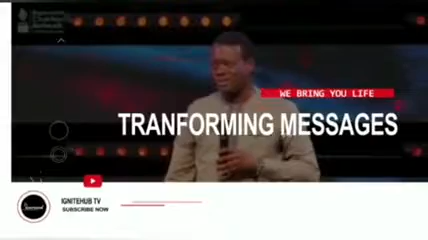 WE BRING YOU LIFE
TRANFORMING MESSAGES
IGNITEHUB TV
SUBSCRIBE NOW